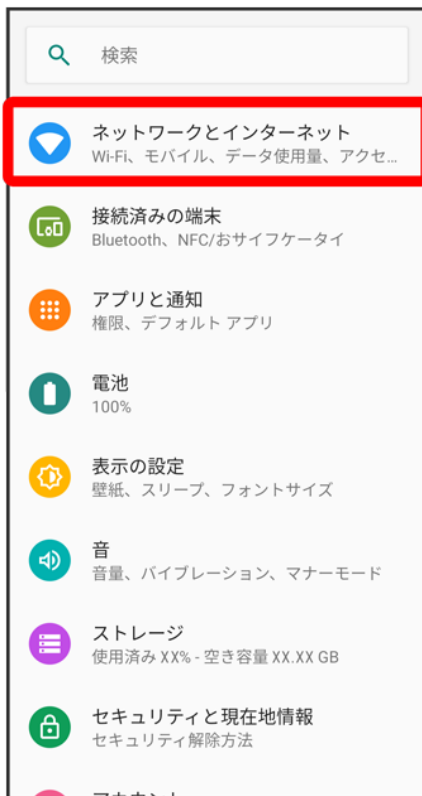 検索
ネットワークとインターネット
Wi-Fi、モバイル、データ使用量、アクセ...
接続済みの端末
Bluetooth、NFC/おサイフケータイ
アプリと通知
権限、デフォルト アプリ
電池
100%
表示の設定
壁紙、スリープ、フォントサイズ
音
音量、バイブレーション、マナーモード
ストレージ
使用済み XX% - 空き容量 XX.XX GB
セキュリティと現在地情報
セキュリティ解除方法